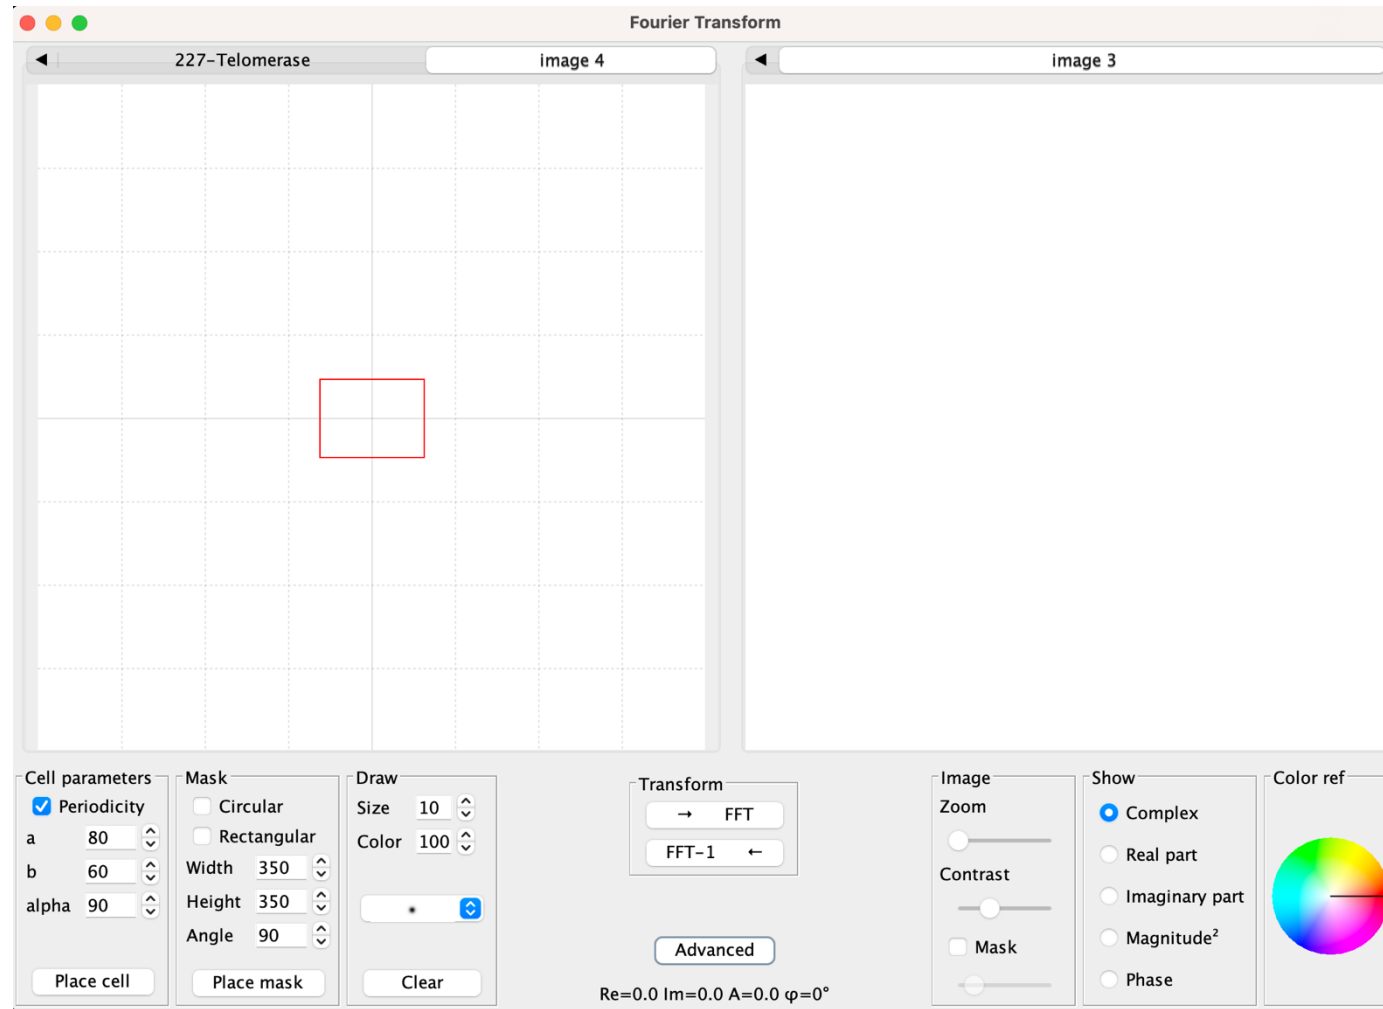 Fourier Transform
227-Telomerase
image 4
image 3
Cell parameters
Periodicity
a 80
b 60
alpha 90
Place cell
Mask
Circular
Rectangular
Width 350
Height 350
Angle 90
Place mask
Draw
Size 10
Color 100
Clear
Transform
→ FFT
FFT-1 ←
Advanced
Re=0.0 Im=0.0 A=0.0 φ=0°
Image
Zoom
Contrast
Mask
Show
Complex
Real part
Imaginary part
Magnitude²
Phase
Color ref